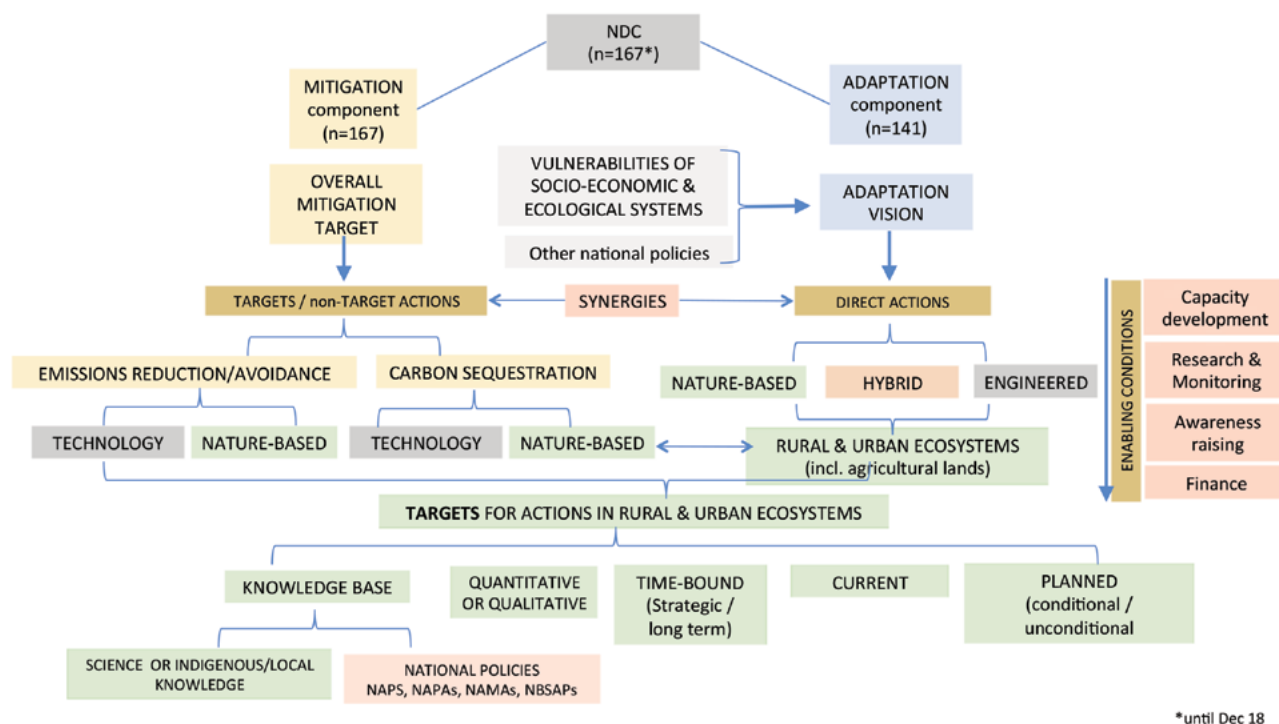 NDC
(n=167*)
MITIGATION
component
(n=167)
ADAPTATION
component
(n=141)
OVERALL
MITIGATION
TARGET
VULNERABILITIES OF
SOCIO-ECONOMIC &
ECOLOGICAL SYSTEMS
Other national policies
ADAPTATION
VISION
TARGETS / non-TARGET ACTIONS
SYNERGIES
DIRECT ACTIONS
EMISSIONS REDUCTION/AVOIDANCE
CARBON SEQUESTRATION
NATURE-BASED
HYBRID
ENGINEERED
TECHNOLOGY
NATURE-BASED
TECHNOLOGY
NATURE-BASED
RURAL & URBAN ECOSYSTEMS
(incl. agricultural lands)
ENABLING CONDITIONS
Capacity
development
Research &
Monitoring
Awareness
raising
Finance
TARGETS FOR ACTIONS IN RURAL & URBAN ECOSYSTEMS
KNOWLEDGE BASE
QUANTITATIVE
OR QUALITATIVE
TIME-BOUND
(Strategic /
long term)
CURRENT
PLANNED
(conditional /
unconditional
SCIENCE OR INDIGENOUS/LOCAL
KNOWLEDGE
NATIONAL POLICIES
NAPS, NAPAs, NAMAs, NBSAPs
*until Dec 18